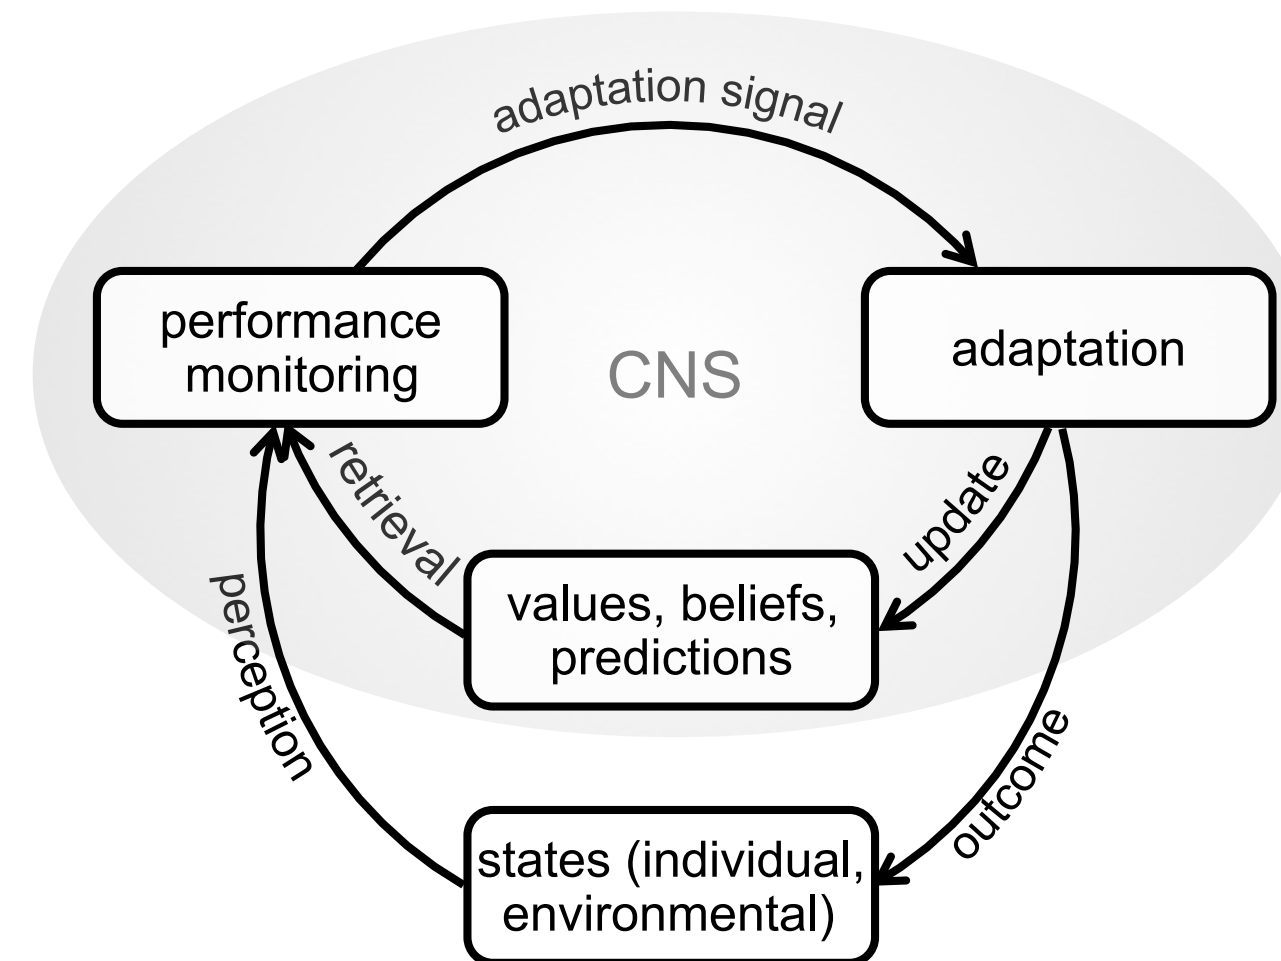 adaptation signal
performance
monitoring
CNS
adaptation
retrieval
update
values, beliefs,
predictions
perception
outcome
states (individual,
environmental)